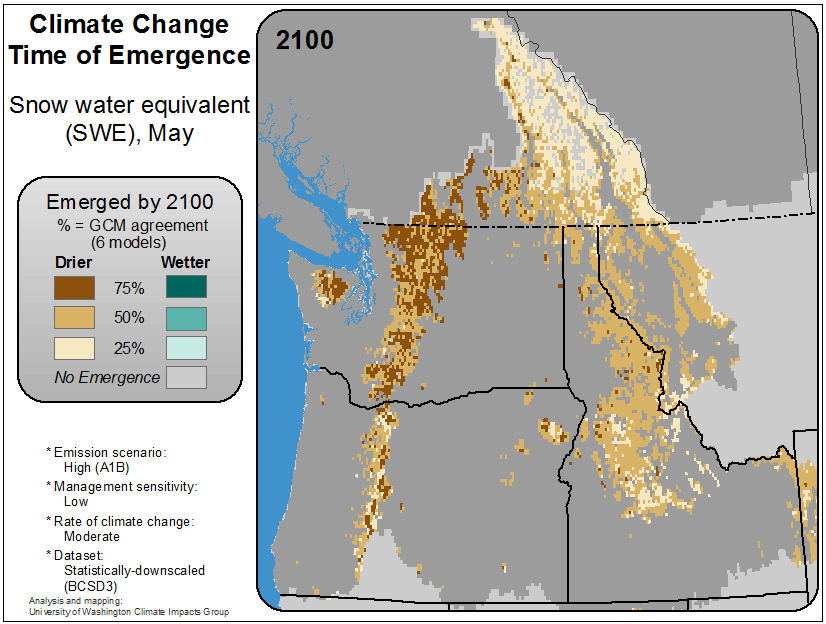 Climate Change
Time of Emergence
Snow water equivalent
(SWE), May
Emerged by 2100
% = GCM agreement
(6 models)
Drier Wetter
75%
50%
25%
No Emergence
* Emission scenario:
High (A1B)
* Management sensitivity:
Low
* Rate of climate change:
Moderate
* Dataset:
Statistically-downscaled
(BCSD3)
Analysis and mapping:
University of Washington Climate Impacts Group
2100